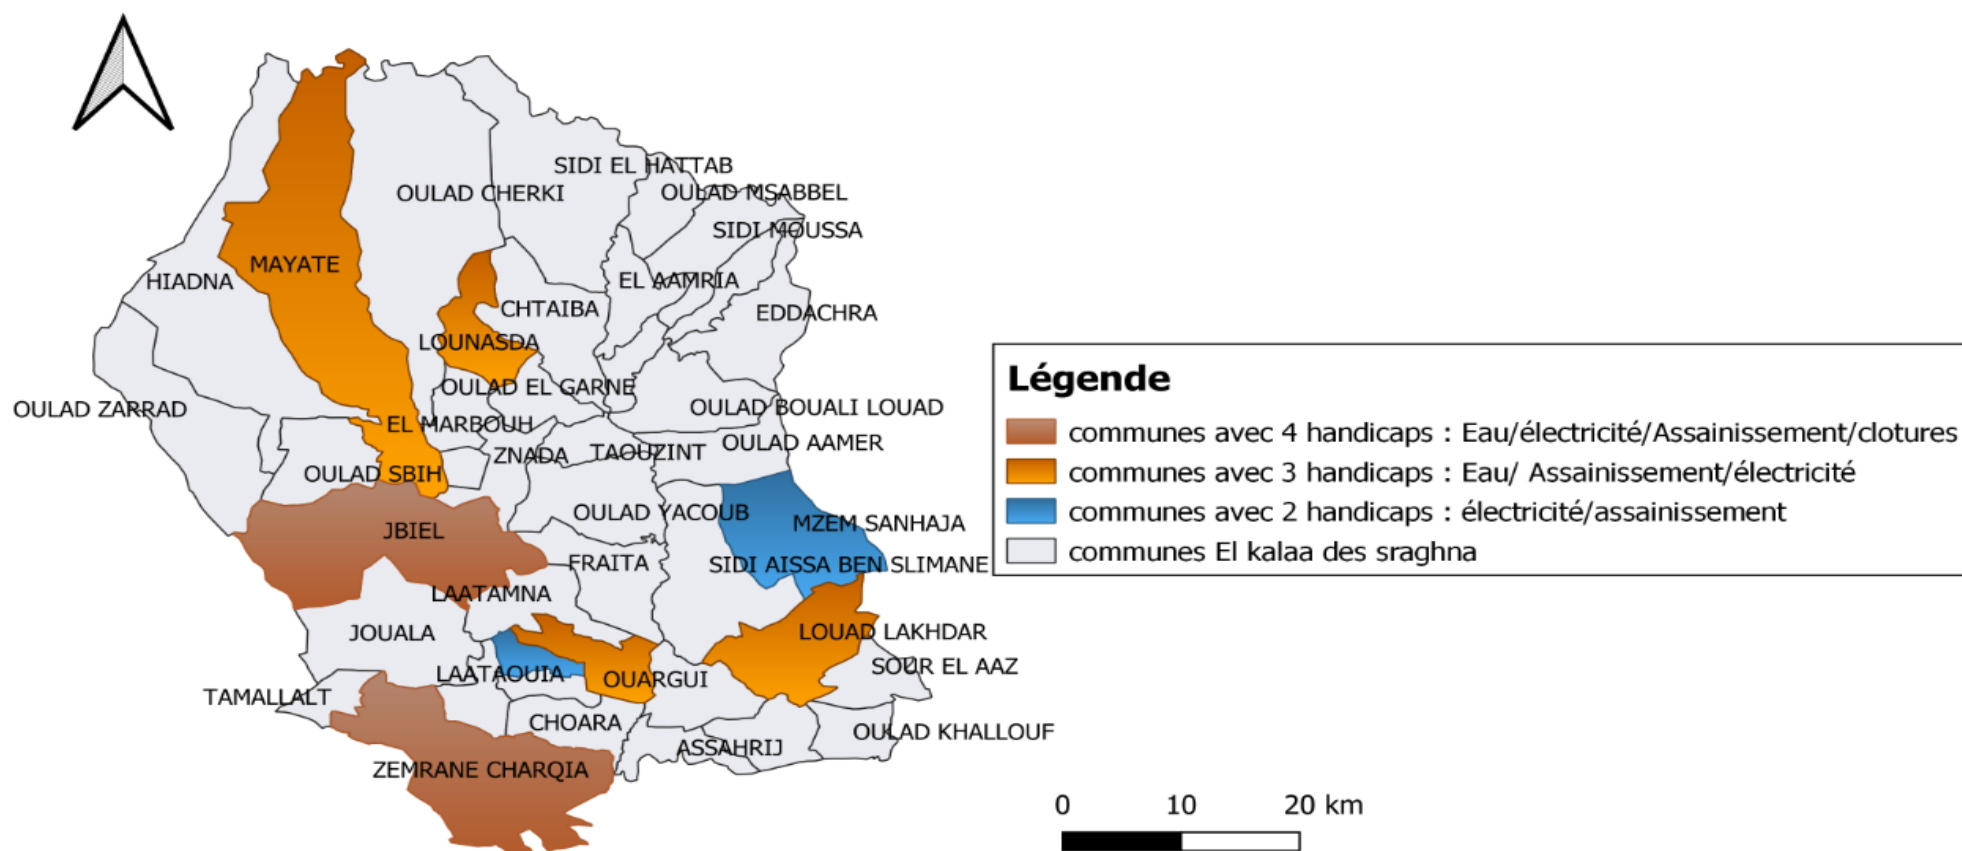 SIDI EL HATTAB
OULAD CHERKI
OULAD MSABBEL
SIDI MOUSSA
MAYATE
HIADNA
EL AAMRIA
CHTAIBA
EDDACHRA
LOUNASDA
OULAD EL GARNE
OULAD ZARRAD
OULAD BOUALI LOUAD
EL MARBOUH
OULAD AAMER
ZNADA
TAOUZINT
OULAD SBIH
OULAD YACOUB
MZEM SANHAJA
JBIEL
FRAITA
SIDI AISSA BEN SLIMANE
LAATAMNA
JOUALA
LOUAD LAKHDAR
SOUR EL AAZ
LAATAOUIA
OUARGUI
TAMALLALT
CHOARA
OULAD KHALLOUF
ASSAHRIJ
ZEMRANE CHARQIA
Légende
communes avec 4 handicaps : Eau/électricité/Assainissement/clotures
communes avec 3 handicaps : Eau/ Assainissement/électricité
communes avec 2 handicaps : électricité/assainissement
communes El kalaa des sraghna
0 10 20 km